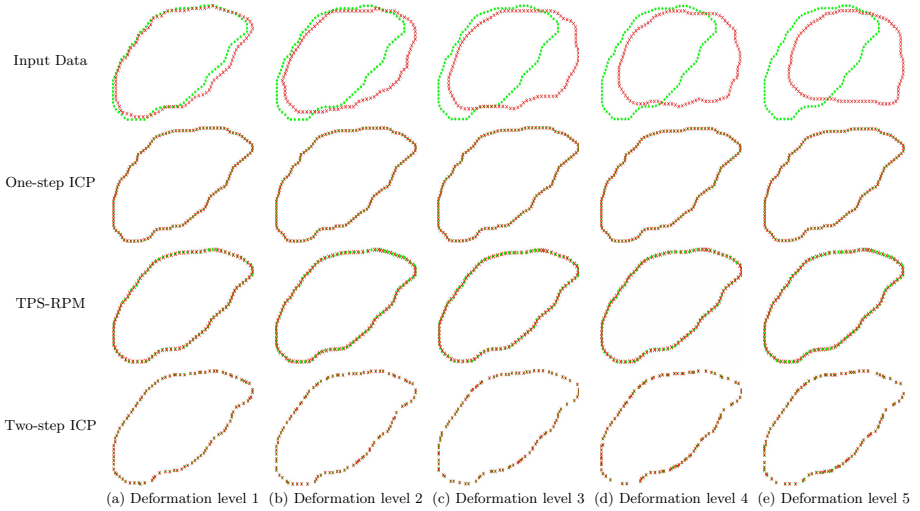 Input Data
One-step ICP
TPS-RPM
Two-step ICP
(a) Deformation level 1 (b) Deformation level 2 (c) Deformation level 3 (d) Deformation level 4 (e) Deformation level 5